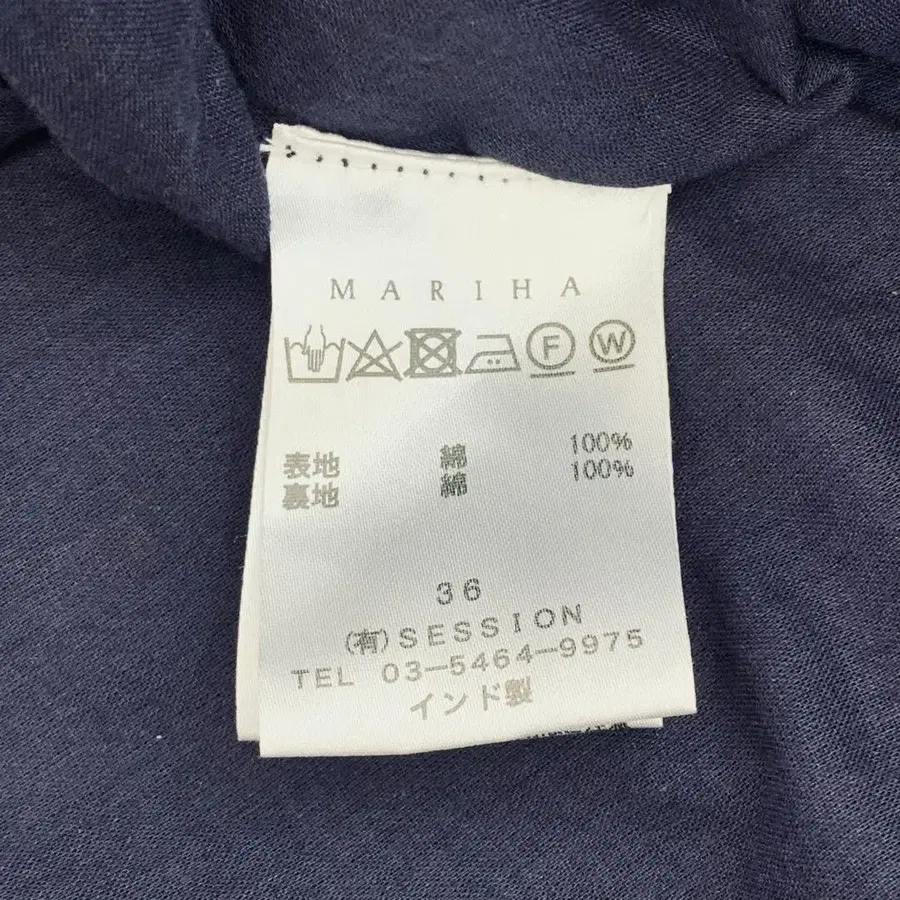 MARIHA
F W
表地 綿 100%
裏地 綿 100%
36
(有)SESSION
TEL 03-5464-9975
インド製